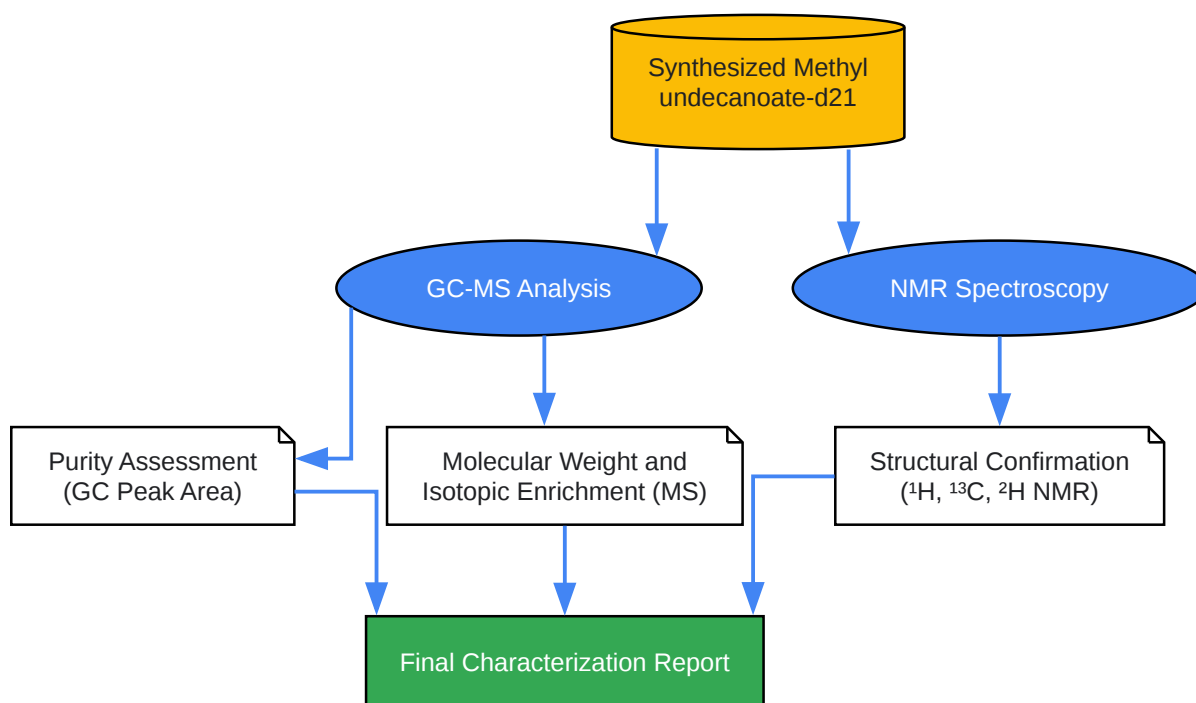 Synthesized Methyl
undecanoate-d21
GC-MS Analysis
NMR Spectroscopy
Purity Assessment
(GC Peak Area)
Molecular Weight and
Isotopic Enrichment (MS)
Structural Confirmation
(¹H, ¹³C, ²H NMR)
Final Characterization Report